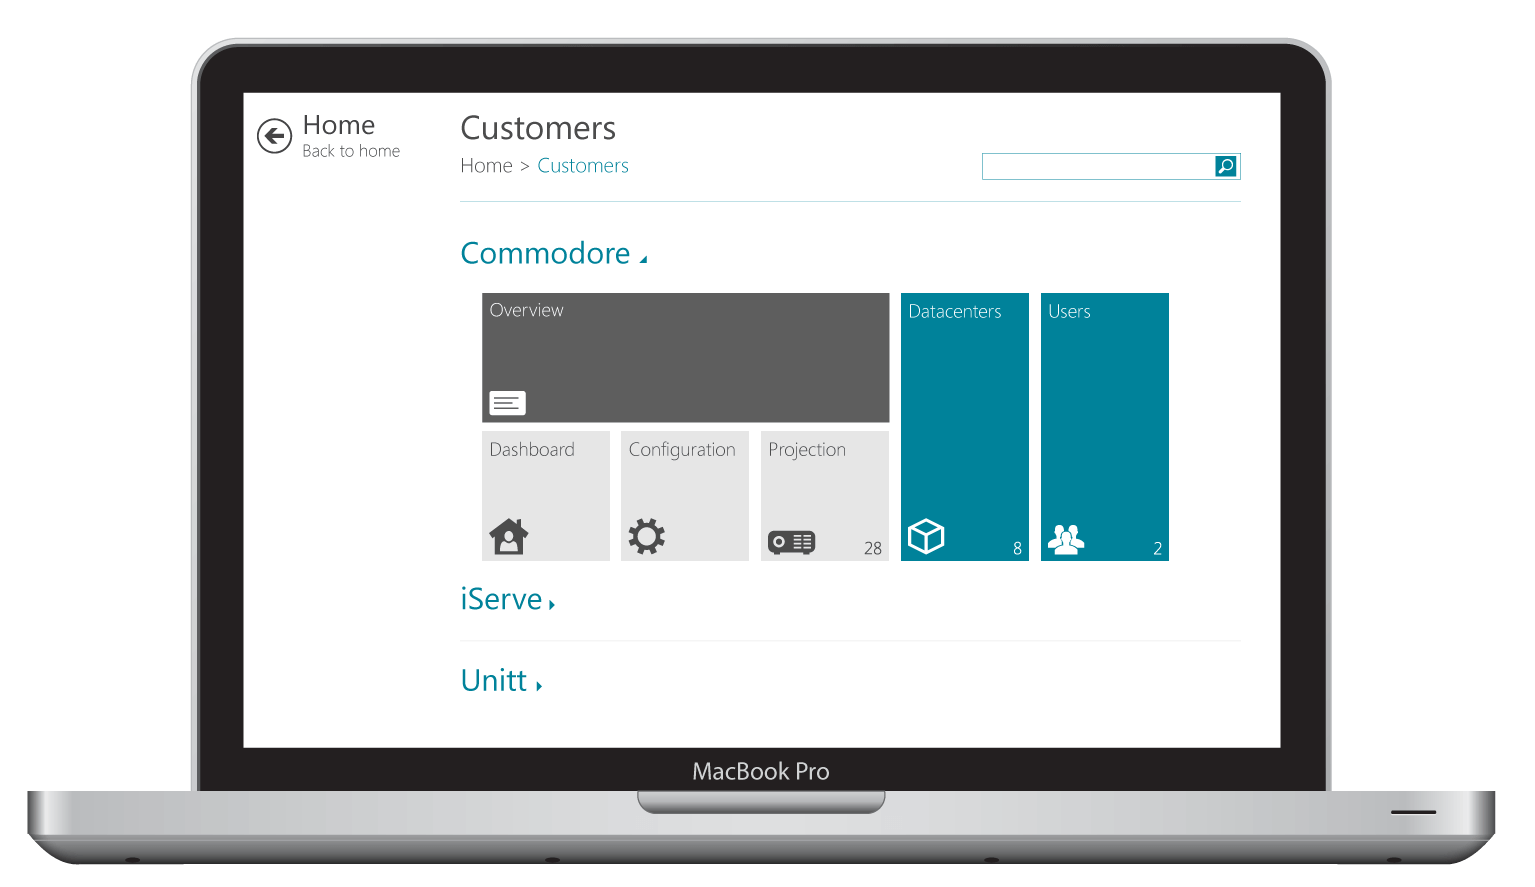 Home
Back to home
Customers
Home > Customers
Commodore
Overview
Datacenters
Users
Dashboard
Configuration
Projection
28
8
2
iServe
Unitt
MacBook Pro